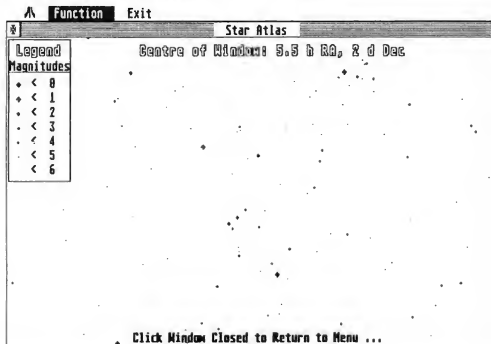 Function Exit
Star Atlas
Legend
Magnitudes
Centre of Window: 5.5 h RA, 2 d Dec
< 0
< 1
< 2
< 3
< 4
< 5
< 6
Click Window Closed to Return to Menu ...